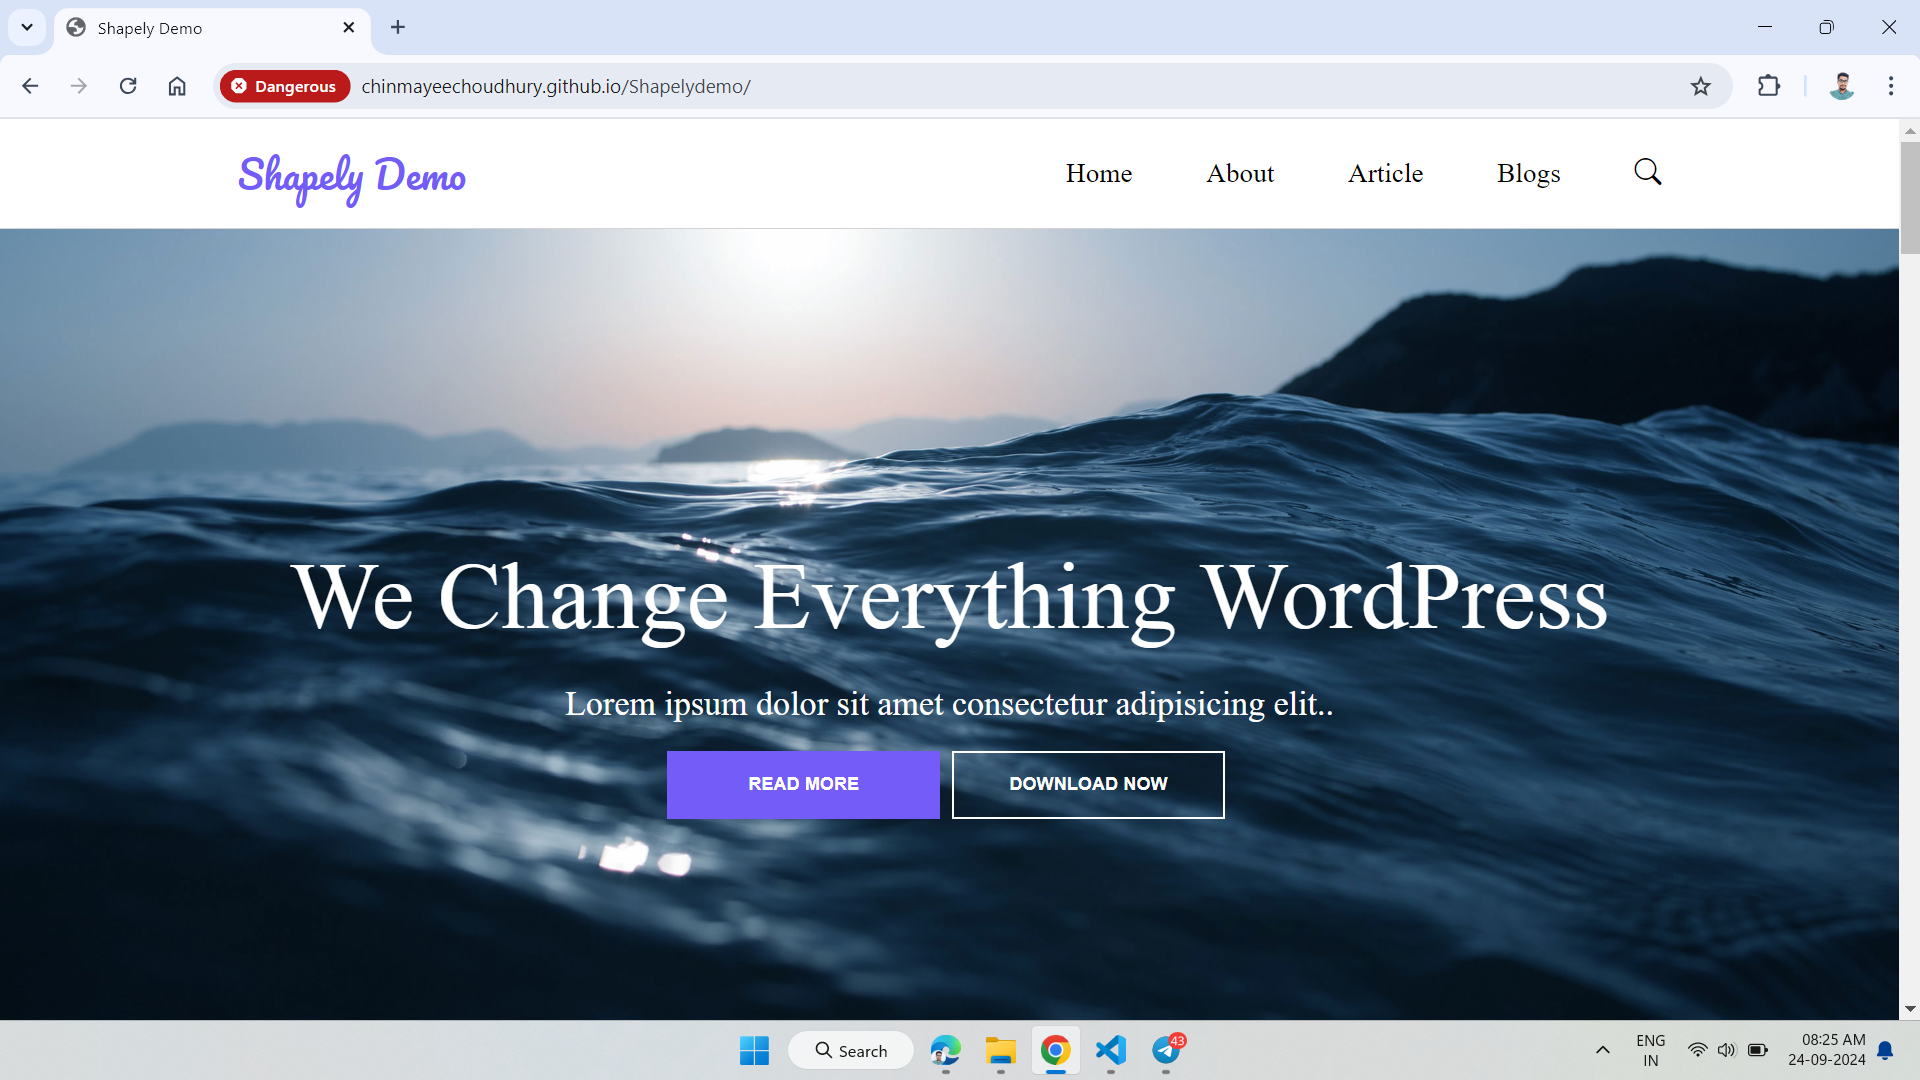 Shapely Demo
Dangerous
chinmayeechoudhury.github.io/Shapelydemo/
Shapely Demo
Home
About
Article
Blogs
We Change Everything WordPress
Lorem ipsum dolor sit amet consectetur adipisicing elit..
READ MORE
DOWNLOAD NOW
Search
43
ENG
IN
08:25 AM
24-09-2024